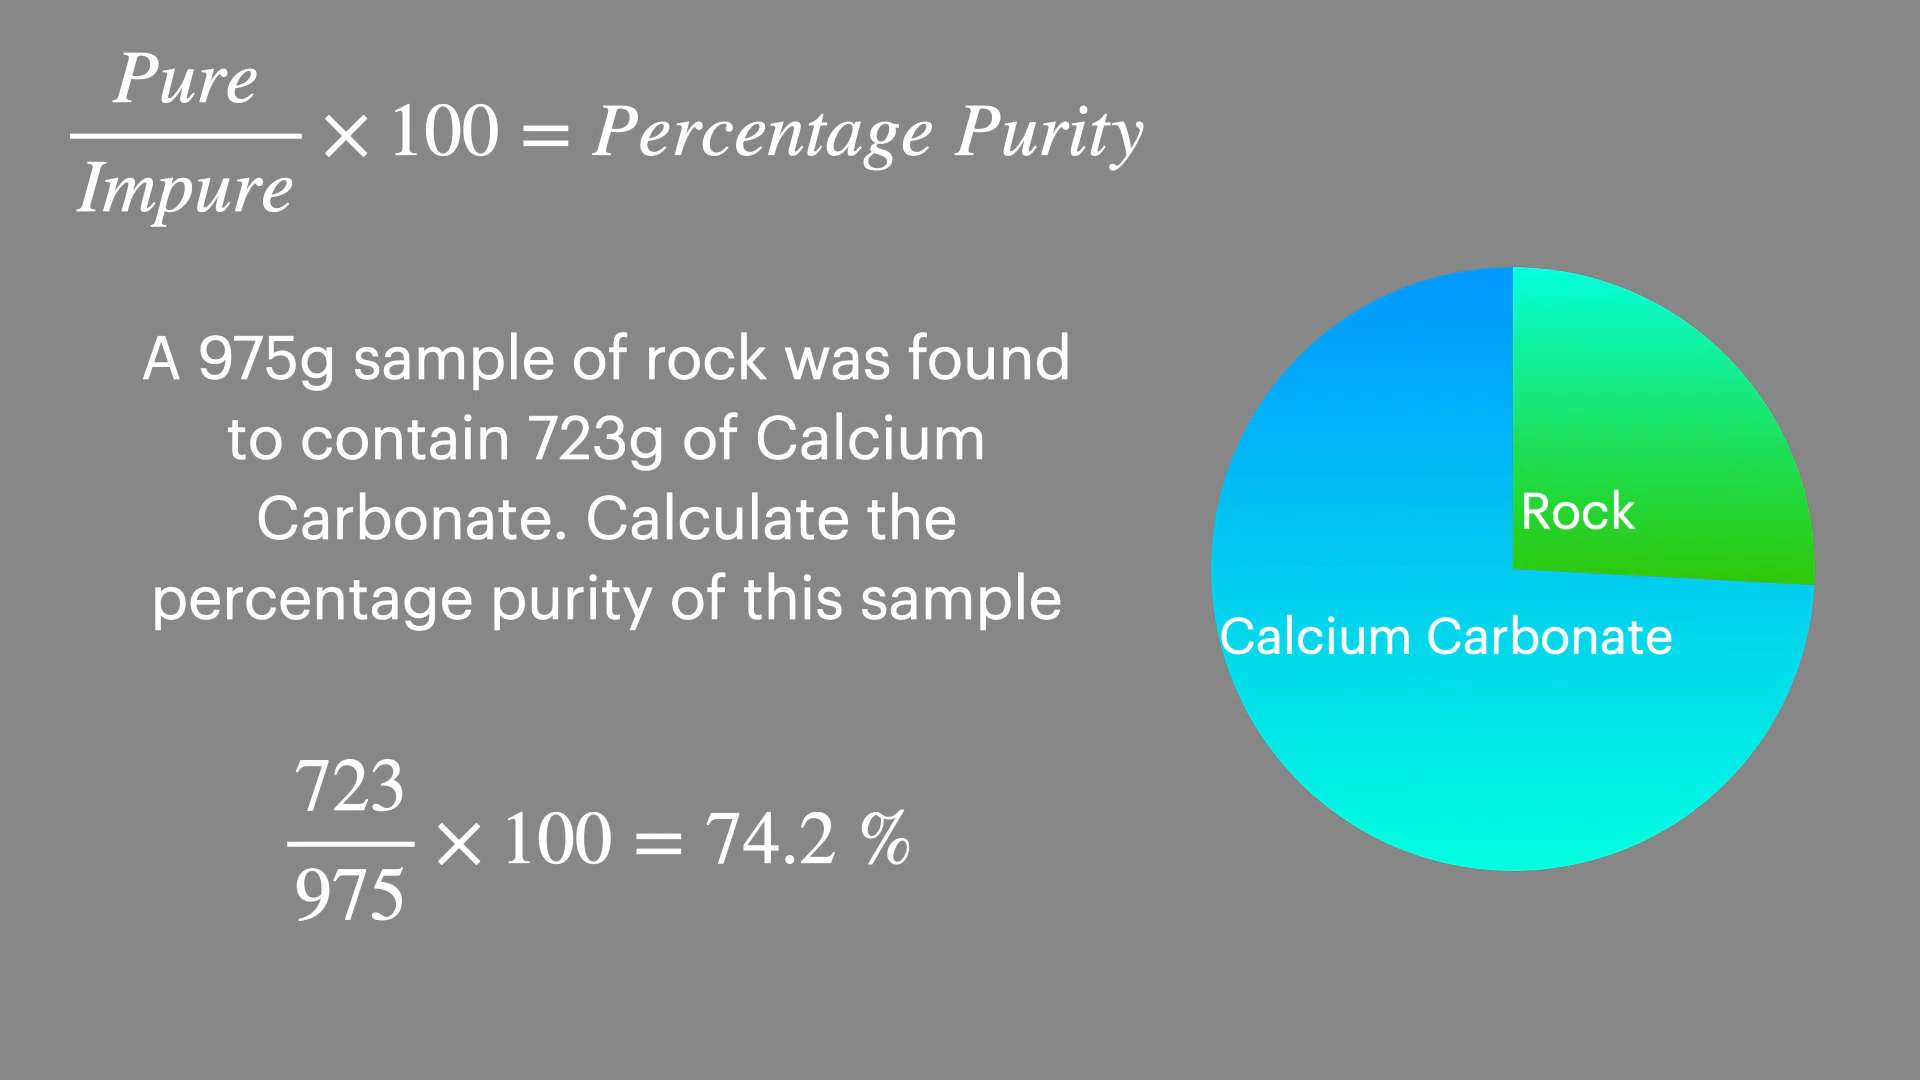 Pure
Impure
× 100 = Percentage Purity
A 975g sample of rock was found
to contain 723g of Calcium
Carbonate. Calculate the
percentage purity of this sample
Rock
Calcium Carbonate
723
975
× 100 = 74.2 %